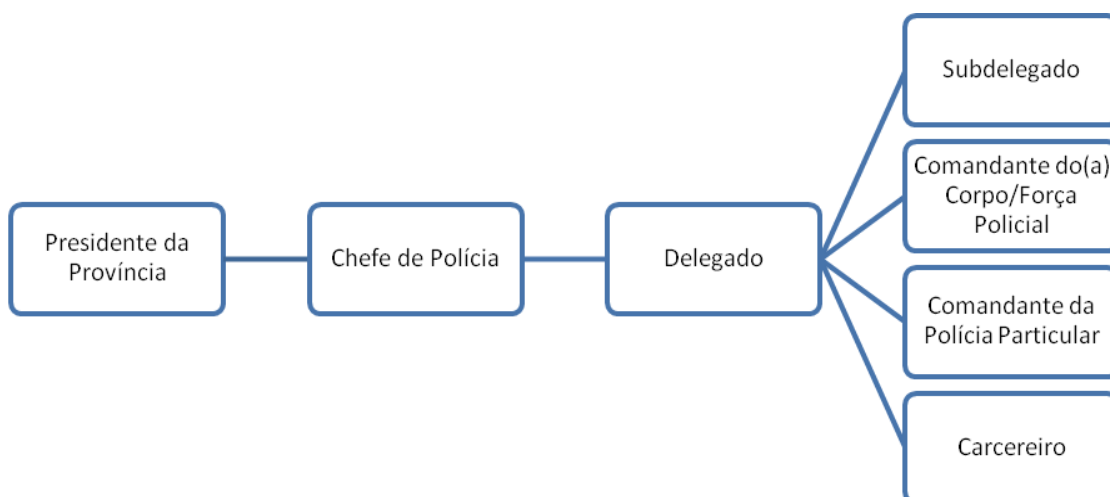 Presidente da
Província
Chefe de Polícia
Delegado
Subdelegado
Comandante do(a)
Corpo/Força
Policial
Comandante da
Polícia Particular
Carcereiro